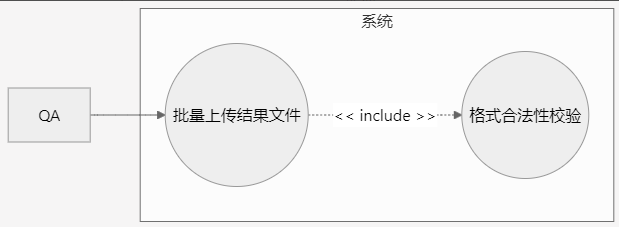 系统
QA
批量上传结果文件
<< include >>
格式合法性校验